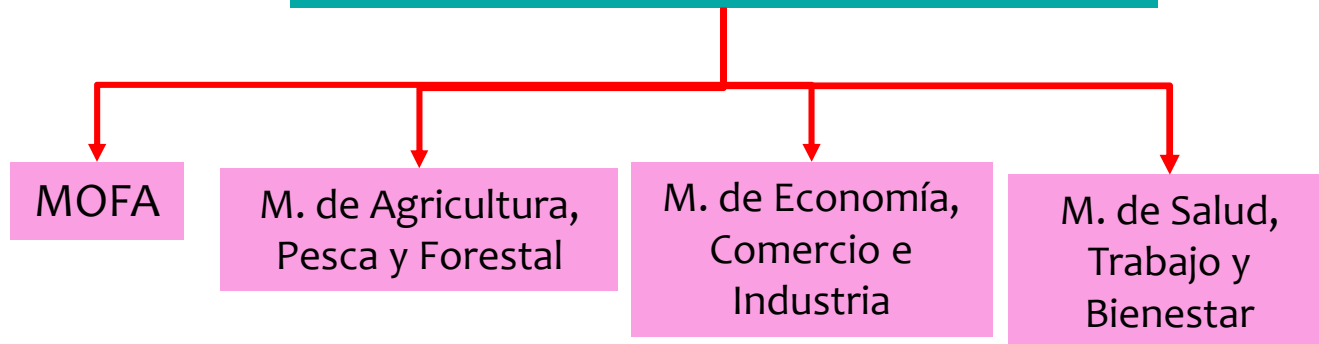 MOFA
M. de Agricultura,
Pesca y Forestal
M. de Economía,
Comercio e
Industria
M. de Salud,
Trabajo y
Bienestar